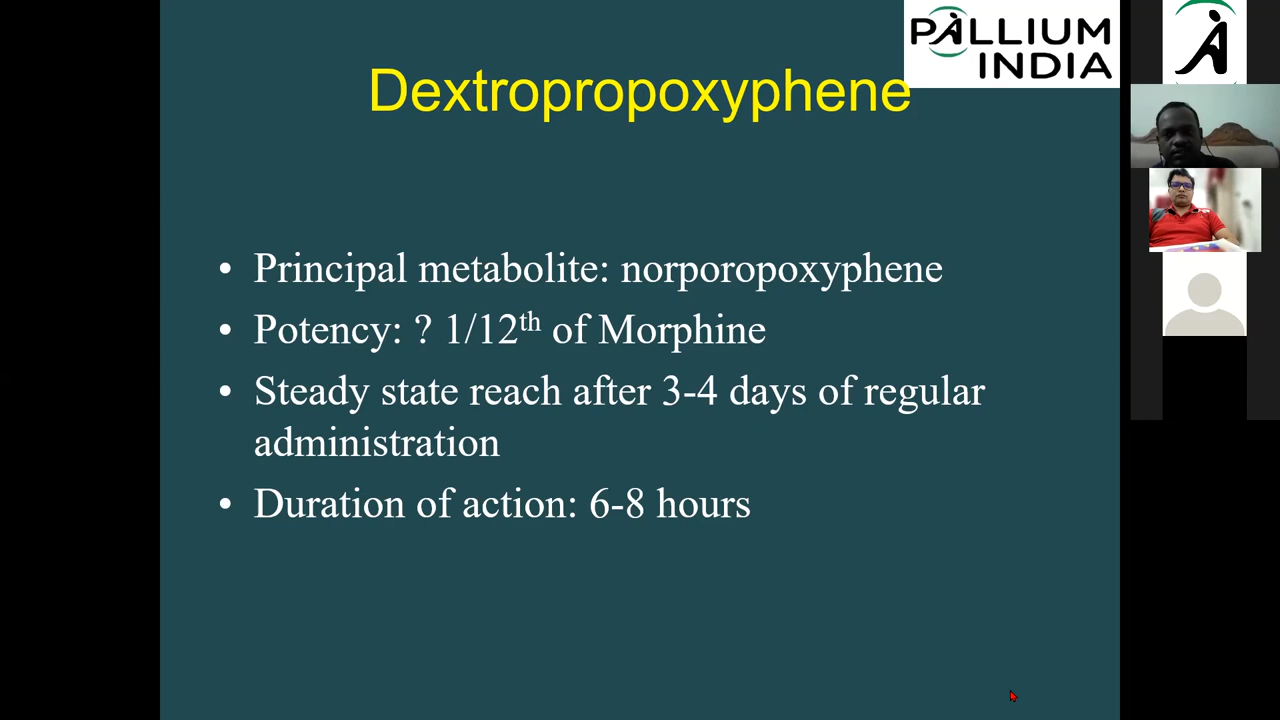 PALLIUM
INDIA
Dextropropoxyphene
• Principal metabolite: norporopoxyphene
• Potency: ? 1/12th of Morphine
• Steady state reach after 3-4 days of regular
administration
• Duration of action: 6-8 hours